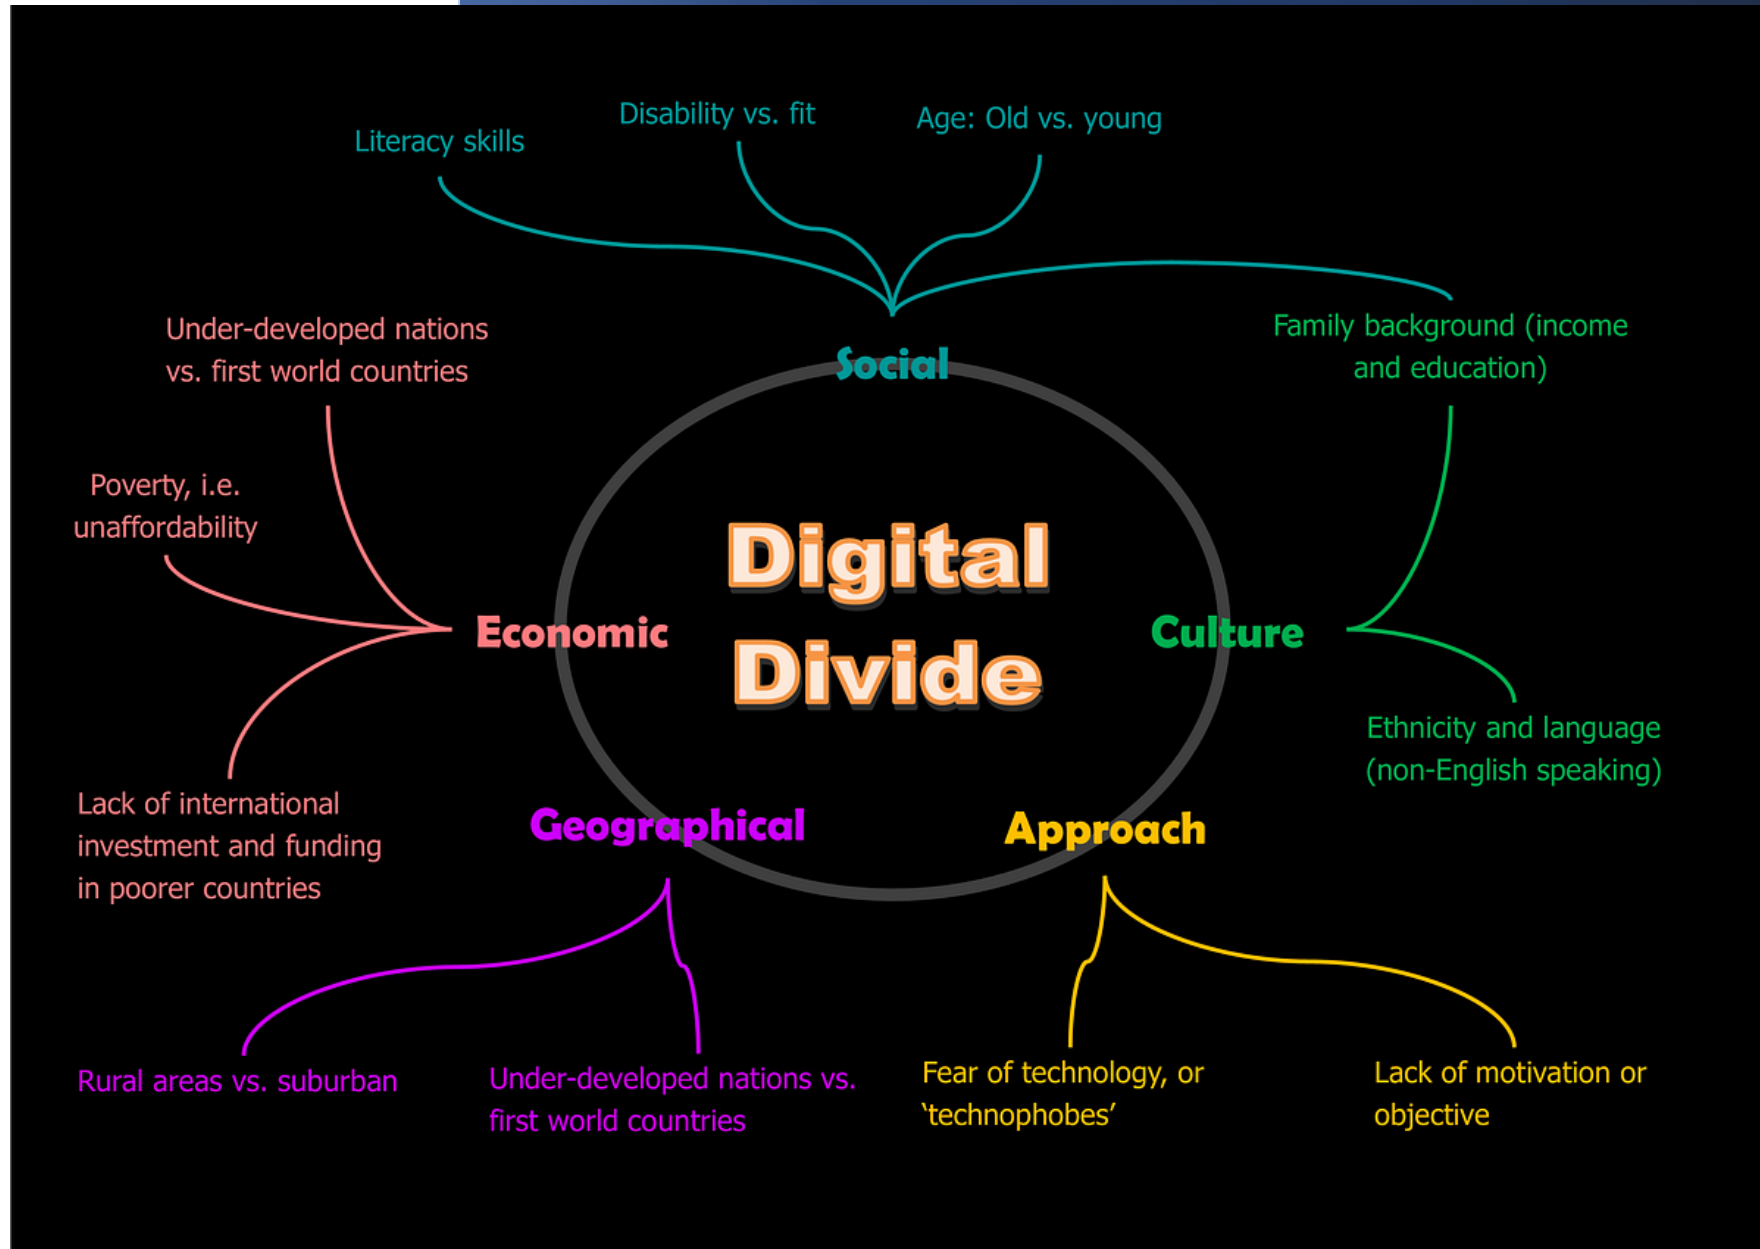 Literacy skills
Disability vs. fit
Age: Old vs. young
Under-developed nations
vs. first world countries
Social
Family background (income
and education)
Poverty, i.e.
unaffordability
Digital
Divide
Economic
Culture
Ethnicity and language
(non-English speaking)
Lack of international
investment and funding
in poorer countries
Geographical
Approach
Rural areas vs. suburban
Under-developed nations vs.
first world countries
Fear of technology, or
‘technophobes’
Lack of motivation or
objective